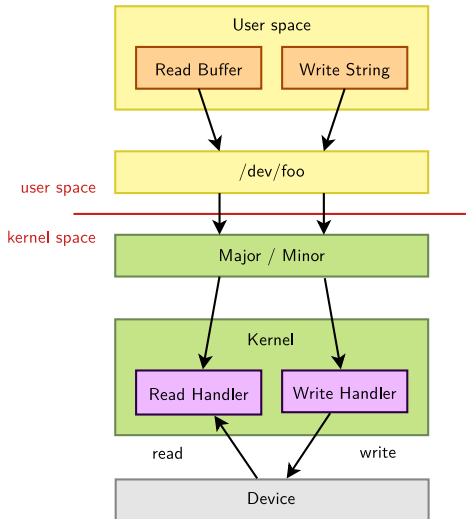 User space
Read Buffer
Write String
/dev/foo
user space
kernel space
Major / Minor
Kernel
Read Handler
Write Handler
read
write
Device